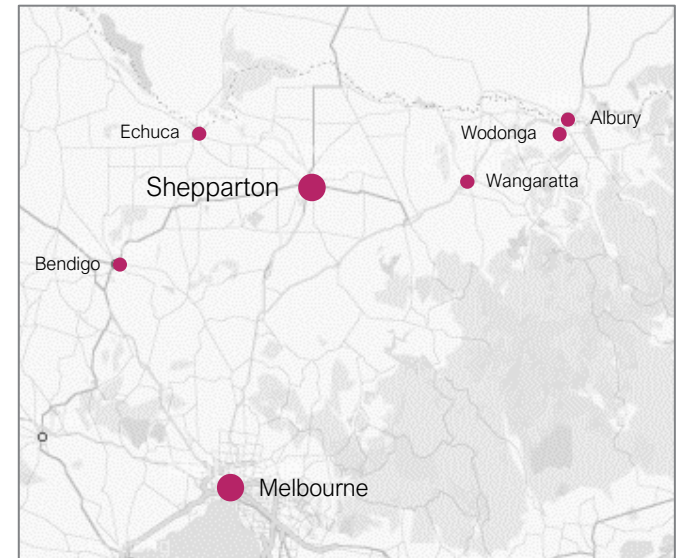 Albury
Echuca
Wodonga
Wangaratta
Shepparton
Bendigo
Melbourne